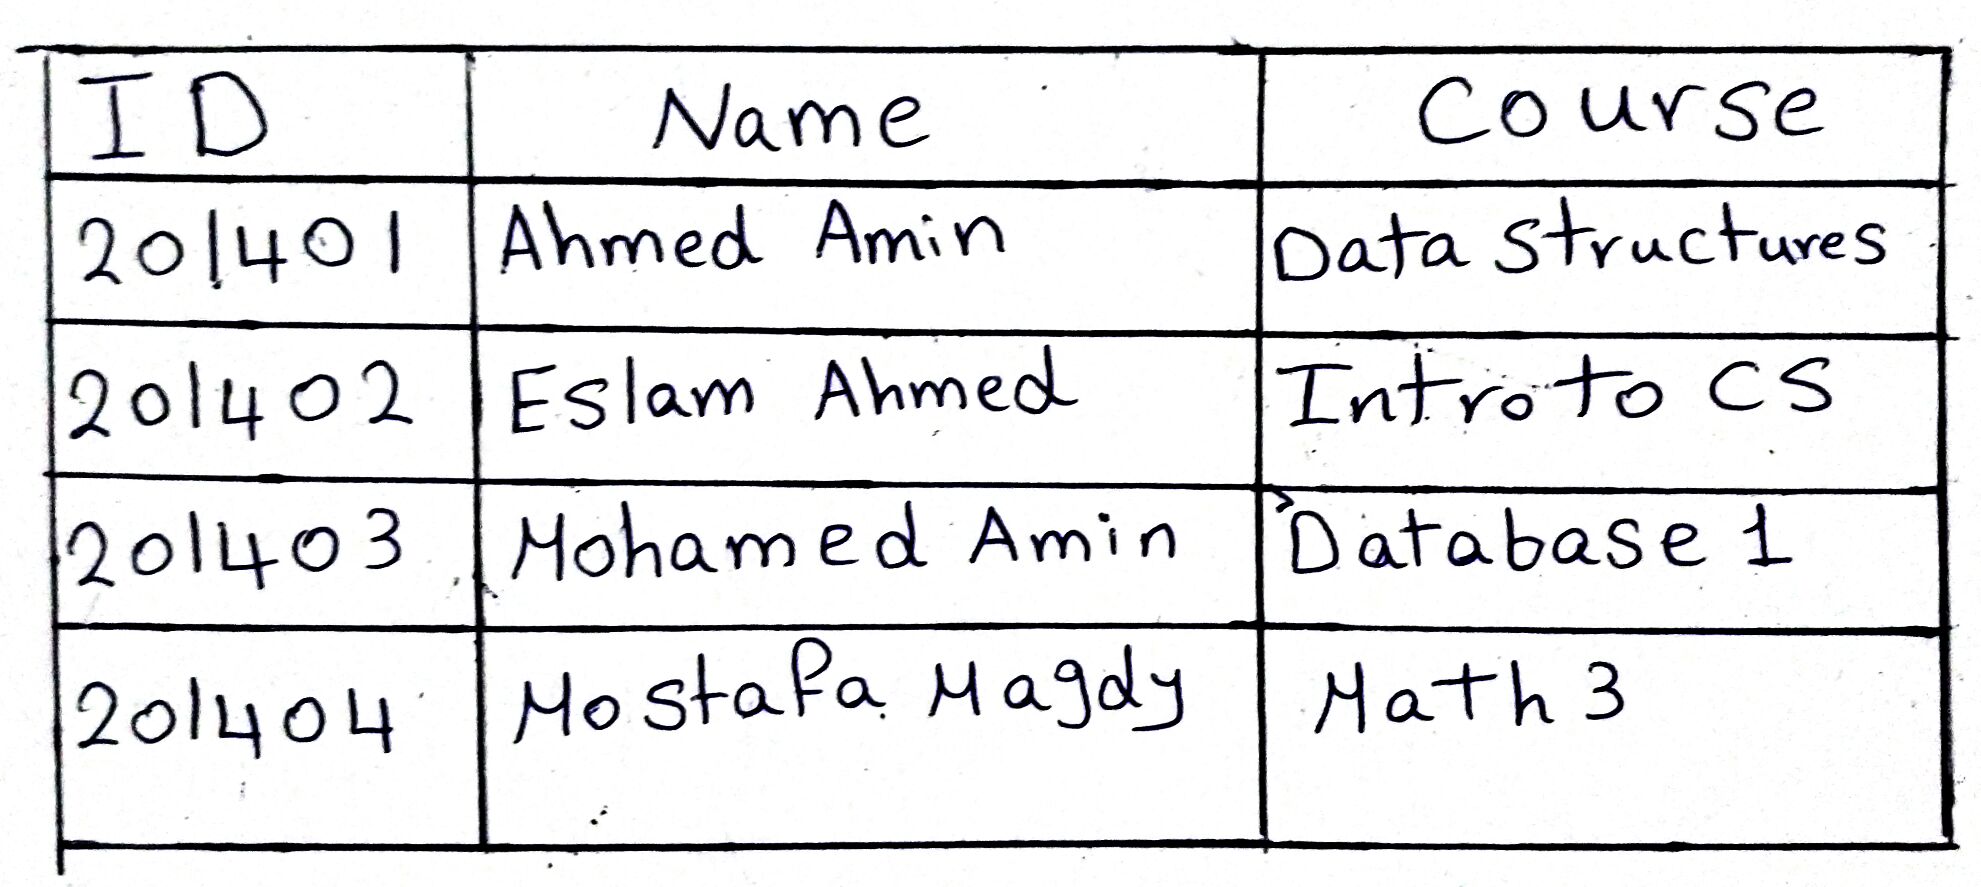 ID Name Course
201401 Ahmed Amin Data Structures
201402 Eslam Ahmed Intro to CS
201403 Mohamed Amin Database 1
201404 Mostafa Magdy Math 3